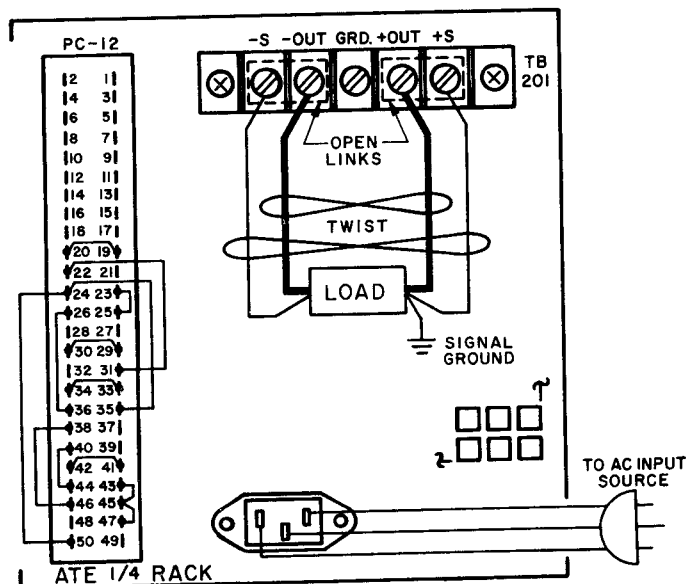 PC-12
2 1
4 3
6 5
8 7
10 9
12 11
14 13
16 15
18 17
20 19
22 21
24 23
26 25
28 27
30 29
32 31
34 33
36 35
38 37
40 39
42 41
44 43
46 45
48 47
50 49
-S -OUT GRD. +OUT +S
TB
201
OPEN
LINKS
TWIST
LOAD
SIGNAL
GROUND
1
2
TO AC INPUT
SOURCE
ATE 1/4 RACK